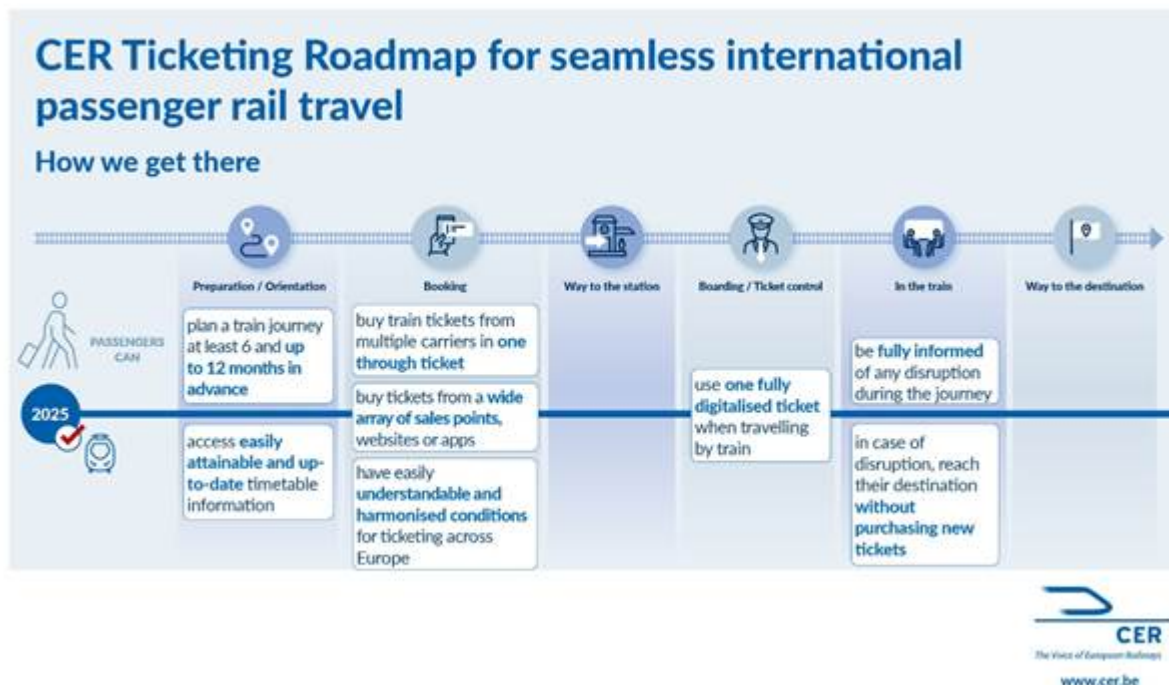 CER Ticketing Roadmap for seamless international
passenger rail travel
How we get there
Preparation / Orientation
Booking
Way to the station
Boarding / Ticket control
In the train
Way to the destination
PASSENGERS
CAN
2025
plan a train journey
at least 6 and up
to 12 months in
advance
access easily
attainable and up-
to-date timetable
information
buy train tickets from
multiple carriers in one
through ticket
buy tickets from a wide
array of sales points,
websites or apps
have easily
understandable and
harmonised conditions
for ticketing across
Europe
use one fully
digitalised ticket
when travelling
by train
be fully informed
of any disruption
during the journey
in case of
disruption, reach
their destination
without
purchasing new
tickets
CER
The Voice of European Railways
www.cer.be